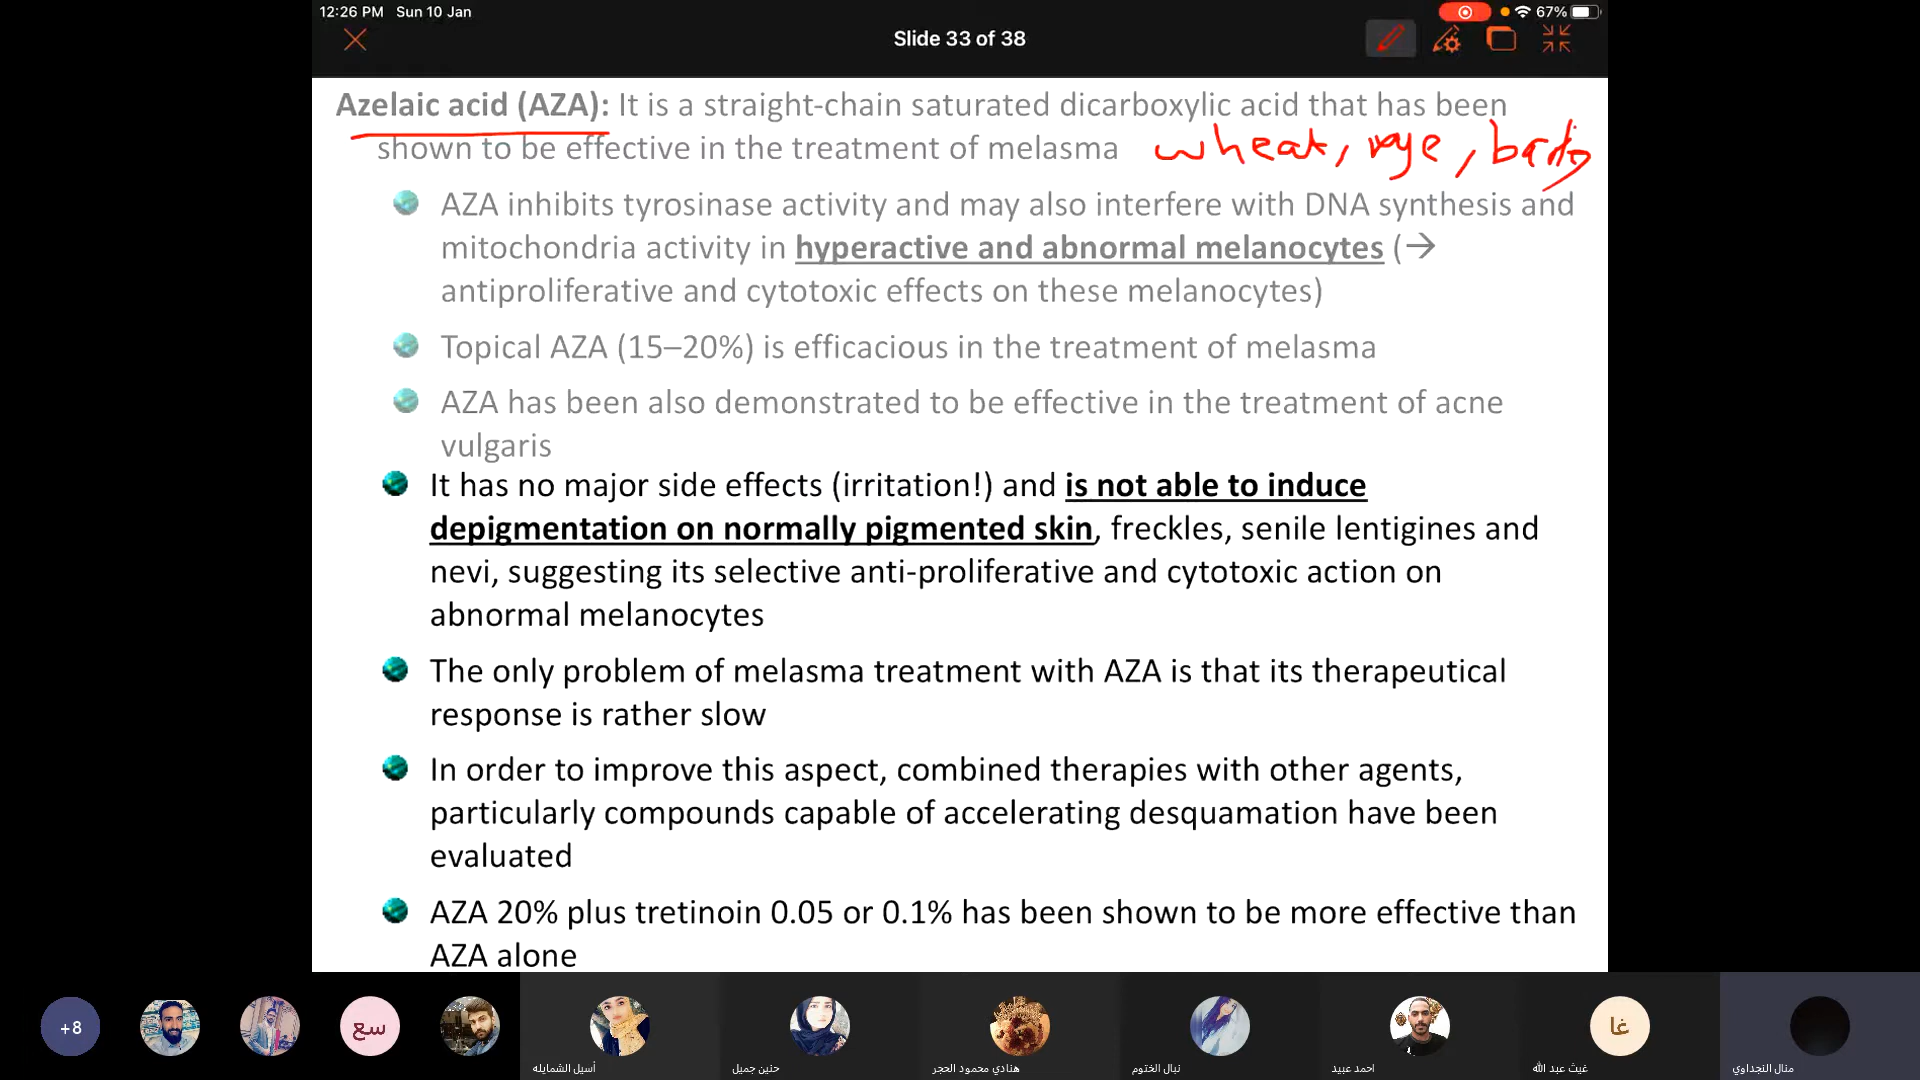 12:26 PM Sun 10 Jan
67%
Slide 33 of 38
Azelaic acid (AZA): It is a straight-chain saturated dicarboxylic acid that has been
shown to be effective in the treatment of melasma
wheat, rye,
AZA inhibits tyrosinase activity and may also interfere with DNA synthesis and
mitochondria activity in hyperactive and abnormal melanocytes (→
antiproliferative and cytotoxic effects on these melanocytes)
Topical AZA (15–20%) is efficacious in the treatment of melasma
AZA has been also demonstrated to be effective in the treatment of acne
vulgaris
It has no major side effects (irritation!) and is not able to induce
depigmentation on normally pigmented skin, freckles, senile lentigines and
nevi, suggesting its selective anti-proliferative and cytotoxic action on
abnormal melanocytes
The only problem of melasma treatment with AZA is that its therapeutical
response is rather slow
In order to improve this aspect, combined therapies with other agents,
particularly compounds capable of accelerating desquamation have been
evaluated
AZA 20% plus tretinoin 0.05 or 0.1% has been shown to be more effective than
AZA alone
+8
سع
غا
أسيل الشمايله
حنين جميل
هنادي محمود الحجر
نبال الختوم
احمد عبيد
غيث عبد الله
منال النجداوي